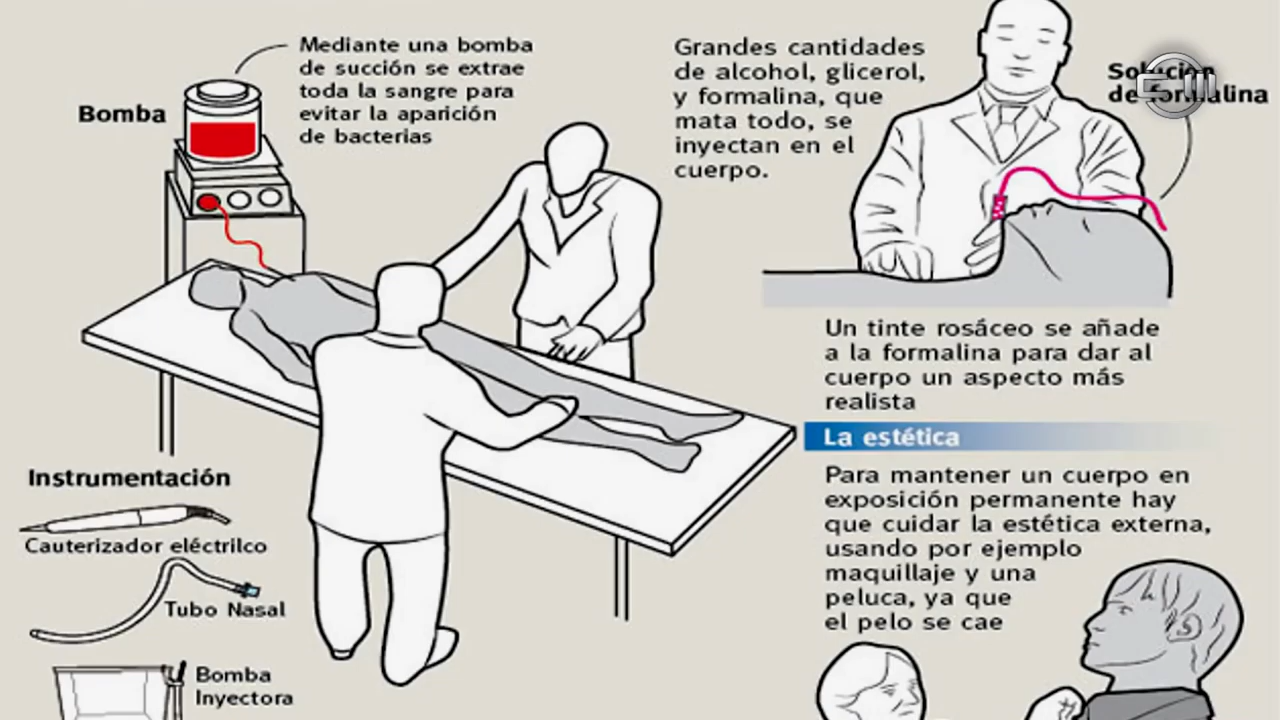 Bomba
Mediante una bomba
de succión se extrae
toda la sangre para
evitar la aparición
de bacterias
Grandes cantidades
de alcohol, glicerol,
y formalina, que
mata todo, se
inyectan en el
cuerpo.
Solución
de formalina
Un tinte rosáceo se añade
a la formalina para dar al
cuerpo un aspecto más
realista
La estética
Para mantener un cuerpo en
exposición permanente hay
que cuidar la estética externa,
usando por ejemplo
maquillaje y una
peluca, ya que
el pelo se cae
Instrumentación
Cauterizador eléctrilco
Tubo Nasal
Bomba
Inyectora